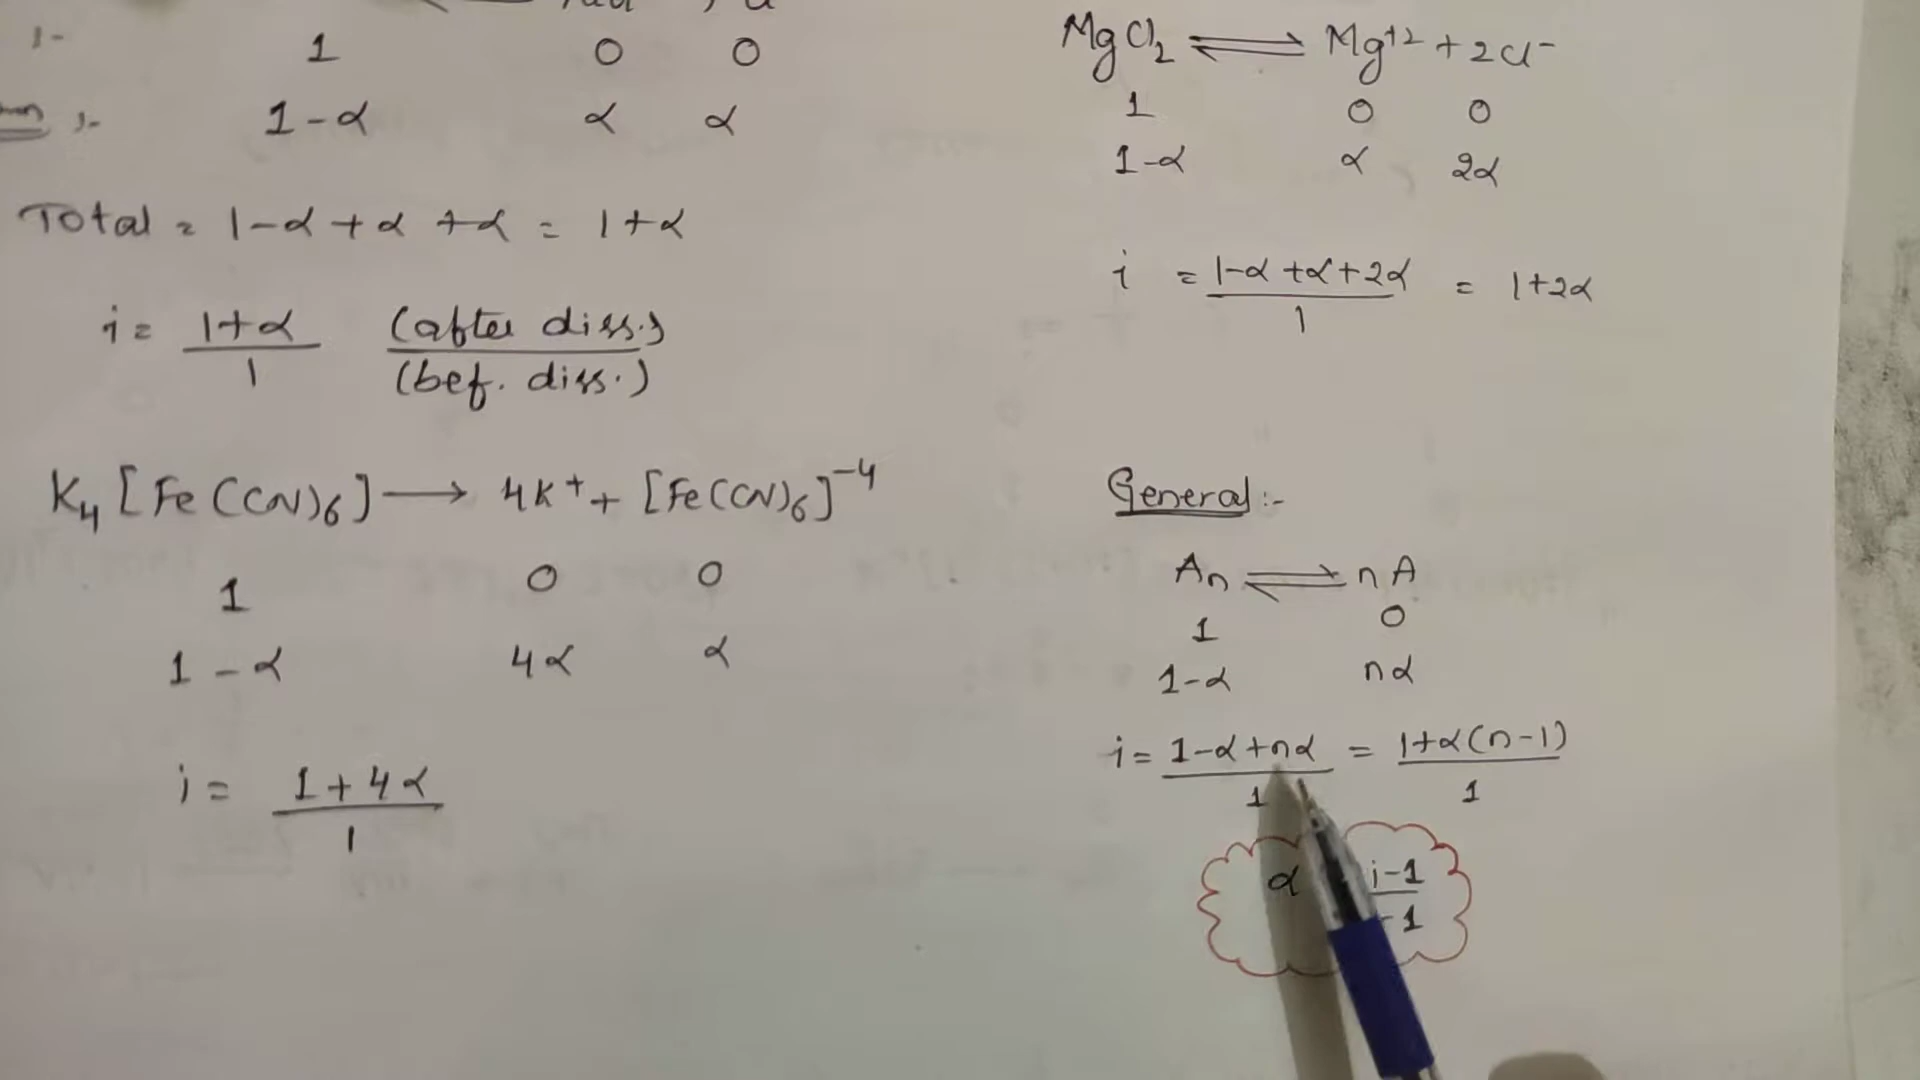 1 0 0
1-α α α
Total = 1-α+α+α = 1+α
i = 1+α / 1 (after diss.) / (bef. diss.)
K4[Fe(CN)6] ⟶ 4K+ + [Fe(CN)6]-4
1 0 0
1-α 4α α
i = 1+4α / 1
MgCl2 ⇌ Mg+2 + 2Cl-
1 0 0
1-α α 2α
i = 1-α+α+2α / 1 = 1+2α
General :-
An ⇌ nA
1 0
1-α nα
i = 1-α+nα / 1 = 1+α(n-1) / 1
α i-1 / -1